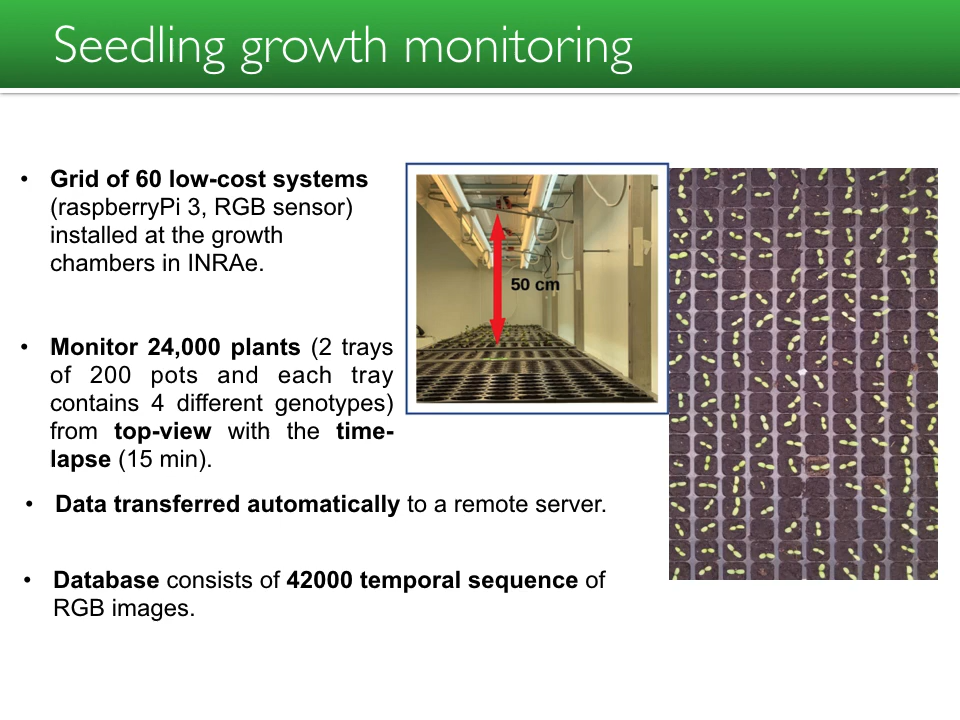 Seedling growth monitoring
• Grid of 60 low-cost systems
(raspberryPi 3, RGB sensor)
installed at the growth
chambers in INRAe.
50 cm
• Monitor 24,000 plants (2 trays
of 200 pots and each tray
contains 4 different genotypes)
from top-view with the time-
lapse (15 min).
• Data transferred automatically to a remote server.
• Database consists of 42000 temporal sequence of
RGB images.